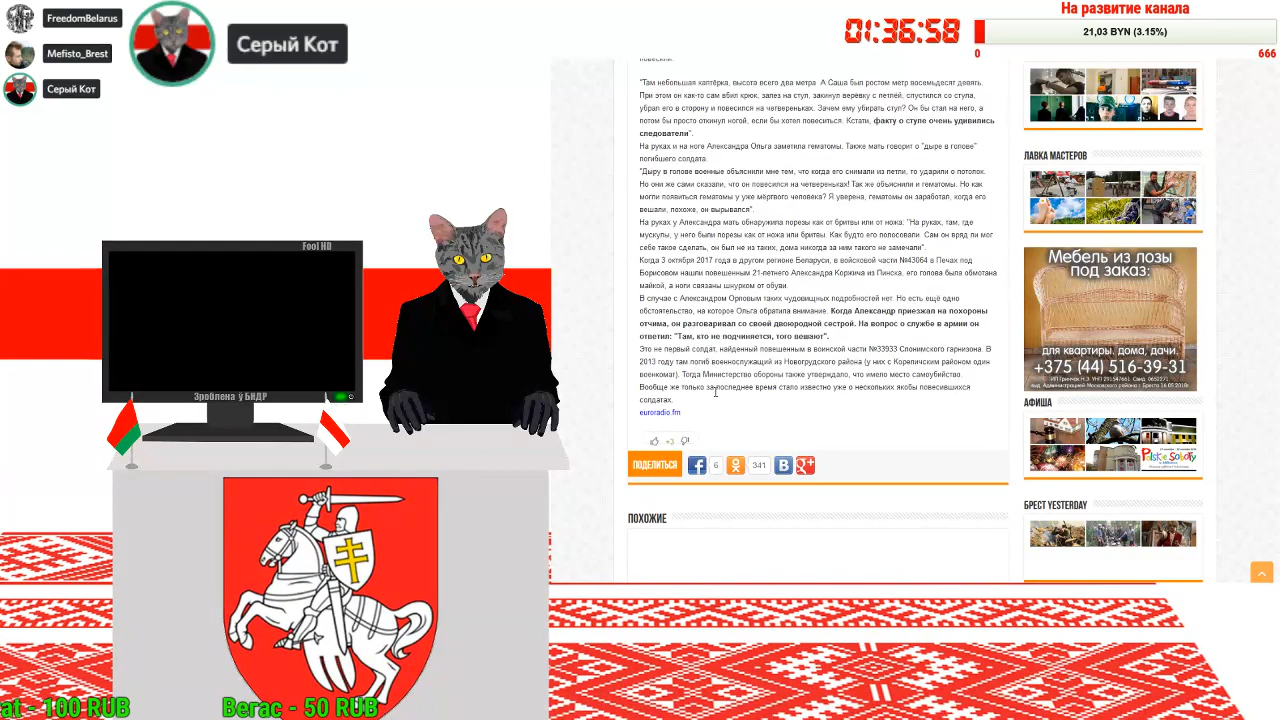 FreedomBelarus
Mefisto_Brest
Серый Кот
Серый Кот
01:36:58
На развитие канала
21,03 BYN (3.15%)
0
666
Fool HD
Зроблена ў БНДР
"Там небольшая каптёрка, высота всего два метра А Саша был ростом метр восемьдесят девять.
При этом он как-то сам вбил крюк, залез на стул, закинул верёвку с петлёй, спустился со стула,
убрал его в сторону и повесился на четвереньках. Зачем ему убирать стул? Он бы стал на него, а
потом бы просто откинул ногой, если бы хотел повеситься. Кстати, факту о стуле очень удивились
следователи".
На руках и на ноге Александра Ольга заметила гематомы. Также мать говорит о "дыре в голове"
погибшего солдата.
"Дыру в голове военные объяснили мне тем, что когда его снимали из петли, то ударили о потолок.
Но они же сами сказали, что он повесился на четвереньках! Так же объяснили и гематомы. Но как
могли появиться гематомы у уже мёртвого человека? Я уверена, гематомы он заработал, когда его
вешали, похоже, он вырывался".
На руках у Александра мать обнаружила порезы как от бритвы или от ножа: "На руках, там, где
мускулы, у него были порезы как от ножа или бритвы. Как будто его полосовали. Сам он вряд ли мог
себе такое сделать, он был не из таких, дома никогда за ним такого не замечали".
Когда 3 октября 2017 года в другом регионе Беларуси, в войсковой части №43064 в Печах под
Борисовом нашли повешенным 21-летнего Александра Коржича из Пинска, его голова была обмотана
майкой, а ноги связаны шнурком от обуви.
В случае с Александром Орловым таких чудовищных подробностей нет. Но есть ещё одно
обстоятельство, на которое Ольга обратила внимание. Когда Александр приезжал на похороны
отчима, он разговаривал со своей двоюродной сестрой. На вопрос о службе в армии он
ответил: "Там, кто не подчиняется, того вешают".
Это не первый солдат, найденный повешенным в воинской части №33933 Слонимского гарнизона. В
2013 году там погиб военнослужащий из Новогрудского района (у них с Кореличским районом один
военкомат). Тогда Министерство обороны также утверждало, что имело место самоубийство.
Вообще же только за последнее время стало известно уже о нескольких якобы повесившихся
солдатах.
euroradio.fm
+3
ПОДЕЛИТЬСЯ
6
341
ПОХОЖИЕ
ЛАВКА МАСТЕРОВ
Мебель из лозы
под заказ:
для квартиры, дома, дачи.
+375 (44) 516-39-31
АФИША
Polskie Sorboty
БРЕСТ YESTERDAY
at - 100 RUB
Вегас - 50 RUB